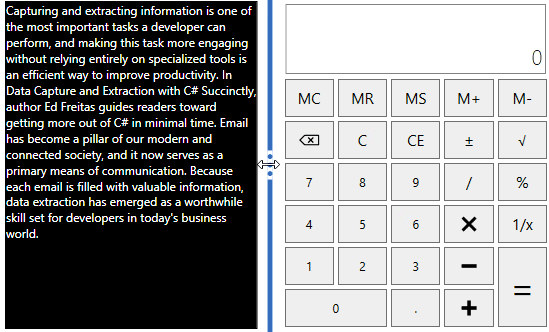 Capturing and extracting information is one of
the most important tasks a developer can
perform, and making this task more engaging
without relying entirely on specialized tools is
an efficient way to improve productivity. In
Data Capture and Extraction with C# Succinctly,
author Ed Freitas guides readers toward
getting more out of C# in minimal time. Email
has become a pillar of our modern and
connected society, and it now serves as a
primary means of communication. Because
each email is filled with valuable information,
data extraction has emerged as a worthwhile
skill set for developers in today's business
world.
0
MC MR MS M+ M-
C CE ± √
7 8 9 / %
4 5 6 × 1/x
1 2 3 − =
0 . +